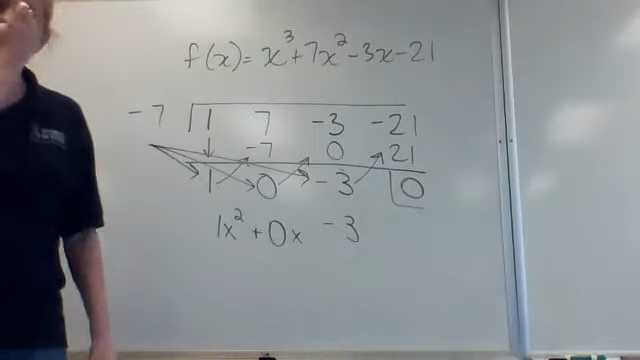 f(x)=x³+7x²-3x-21
-7 1 7 -3 -21
-7 0 21
1 0 -3 0
1x²+0x-3